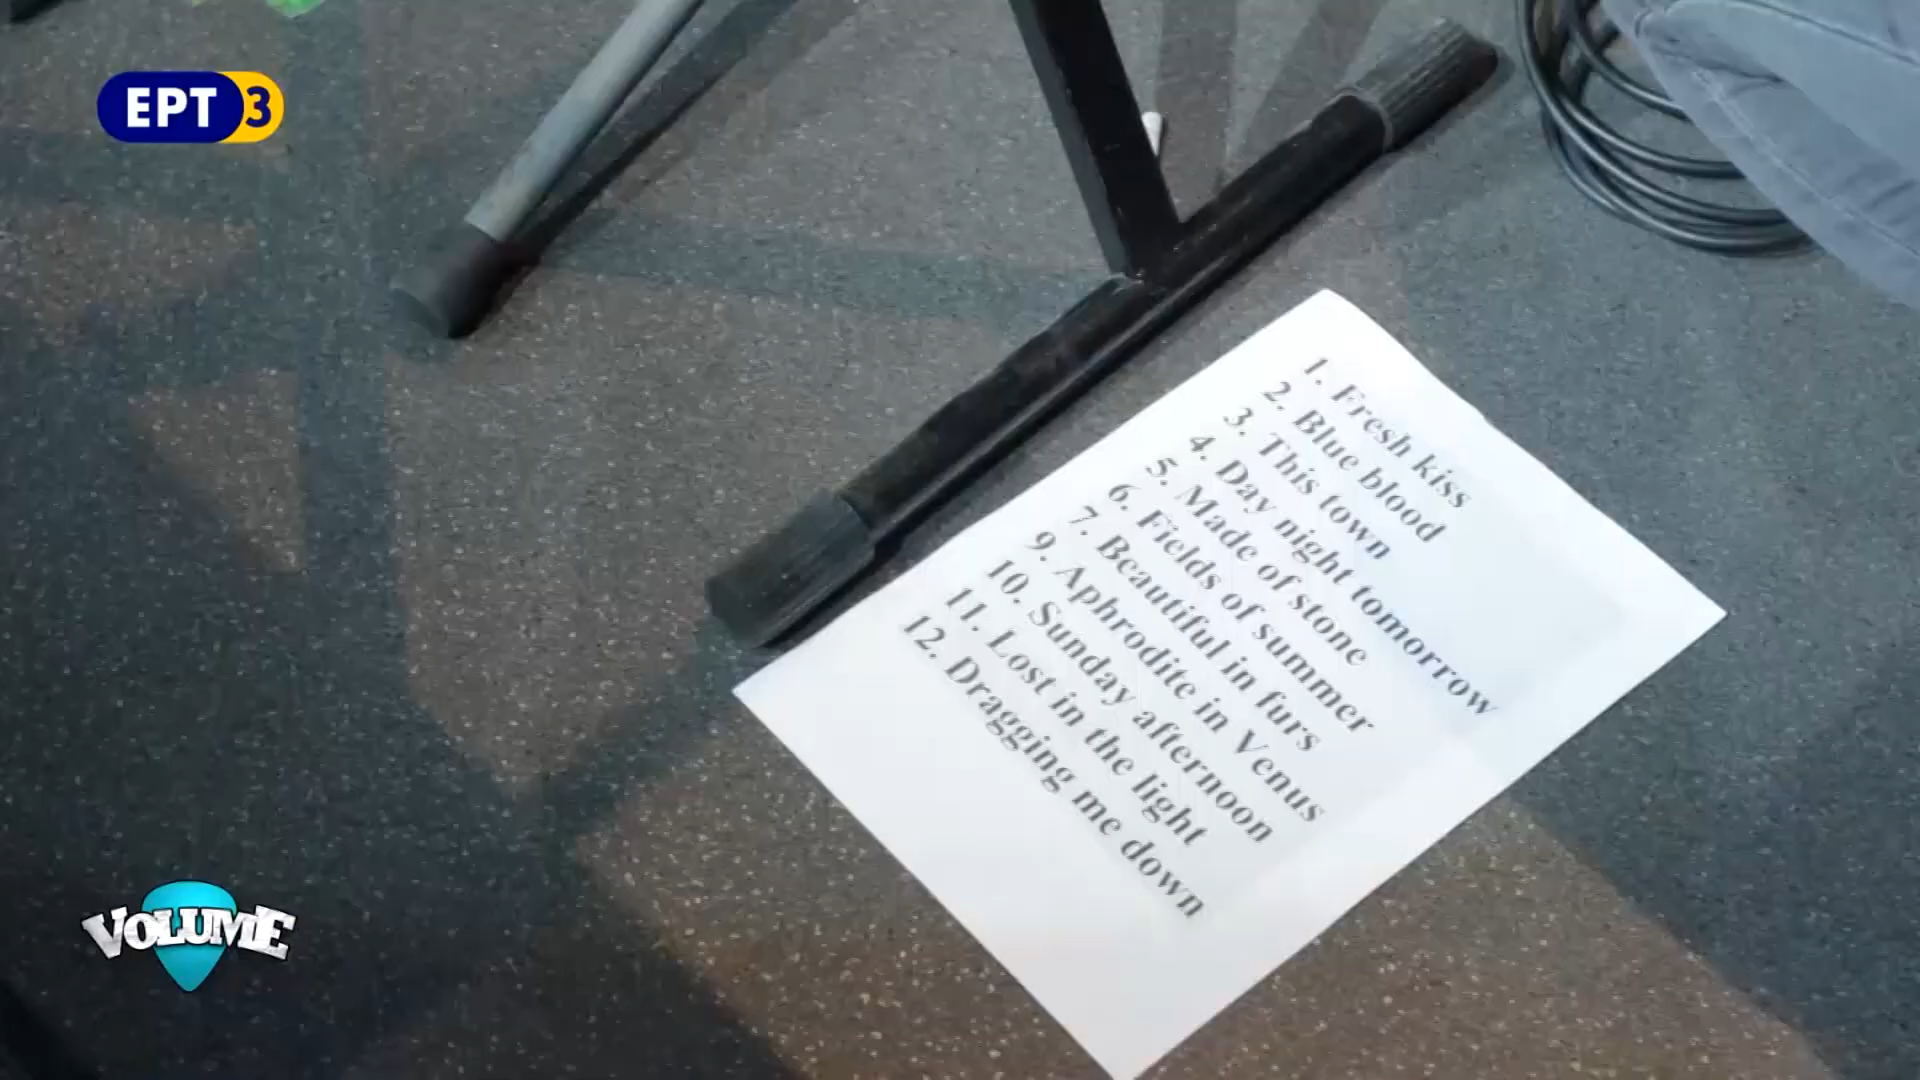 ΕΡΤ3
1. Fresh kiss
2. Blue blood
3. This town
4. Day night tomorrow
5. Made of stone
6. Fields of summer
7. Beautiful in furs
9. Aphrodite in Venus
10. Sunday afternoon
11. Lost in the light
12. Dragging me down
VOLUME